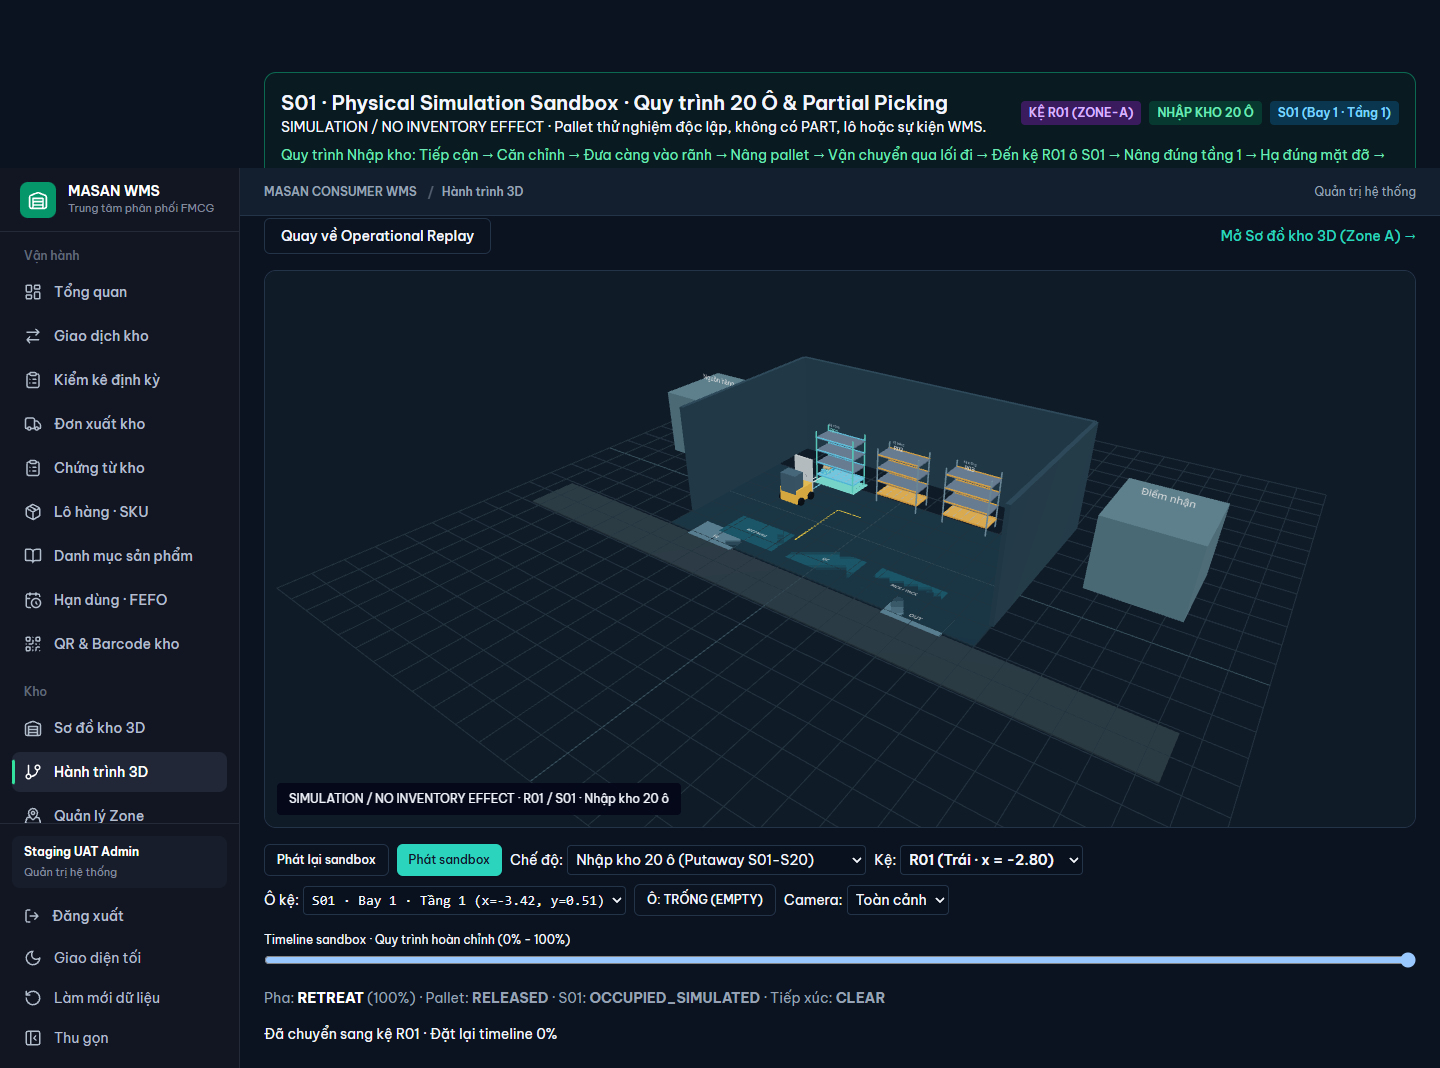 S01 · Physical Simulation Sandbox · Quy trình 20 Ô & Partial Picking
SIMULATION / NO INVENTORY EFFECT · Pallet thử nghiệm độc lập, không có PART, lô hoặc sự kiện WMS.
KỆ R01 (ZONE-A)
NHẬP KHO 20 Ô
S01 (Bay 1 · Tầng 1)
Quy trình Nhập kho: Tiếp cận → Căn chỉnh → Đưa càng vào rãnh → Nâng pallet → Vận chuyển qua lối đi → Đến kệ R01 ô S01 → Nâng đúng tầng 1 → Hạ đúng mặt đỡ →
MASAN WMS
Trung tâm phân phối FMCG
MASAN CONSUMER WMS / Hành trình 3D
Quản trị hệ thống
Quay về Operational Replay
Mở Sơ đồ kho 3D (Zone A) →
Vận hành
Tổng quan
Giao dịch kho
Kiểm kê định kỳ
Đơn xuất kho
Chứng từ kho
Lô hàng · SKU
Danh mục sản phẩm
Hạn dùng · FEFO
QR & Barcode kho
Kho
Sơ đồ kho 3D
Hành trình 3D
Quản lý Zone
Staging UAT Admin
Quản trị hệ thống
Đăng xuất
Giao diện tối
Làm mới dữ liệu
Thu gọn
Điểm nhận
OUT
SIMULATION / NO INVENTORY EFFECT · R01 / S01 · Nhập kho 20 ô
Phát lại sandbox
Phát sandbox
Chế độ: Nhập kho 20 ô (Putaway S01-S20)
Kệ: R01 (Trái · x = -2.80)
Ô kệ: S01 · Bay 1 · Tầng 1 (x=-3.42, y=0.51)
Ô: TRỐNG (EMPTY)
Camera: Toàn cảnh
Timeline sandbox · Quy trình hoàn chỉnh (0% - 100%)
Pha: RETREAT (100%) · Pallet: RELEASED · S01: OCCUPIED_SIMULATED · Tiếp xúc: CLEAR
Đã chuyển sang kệ R01 · Đặt lại timeline 0%